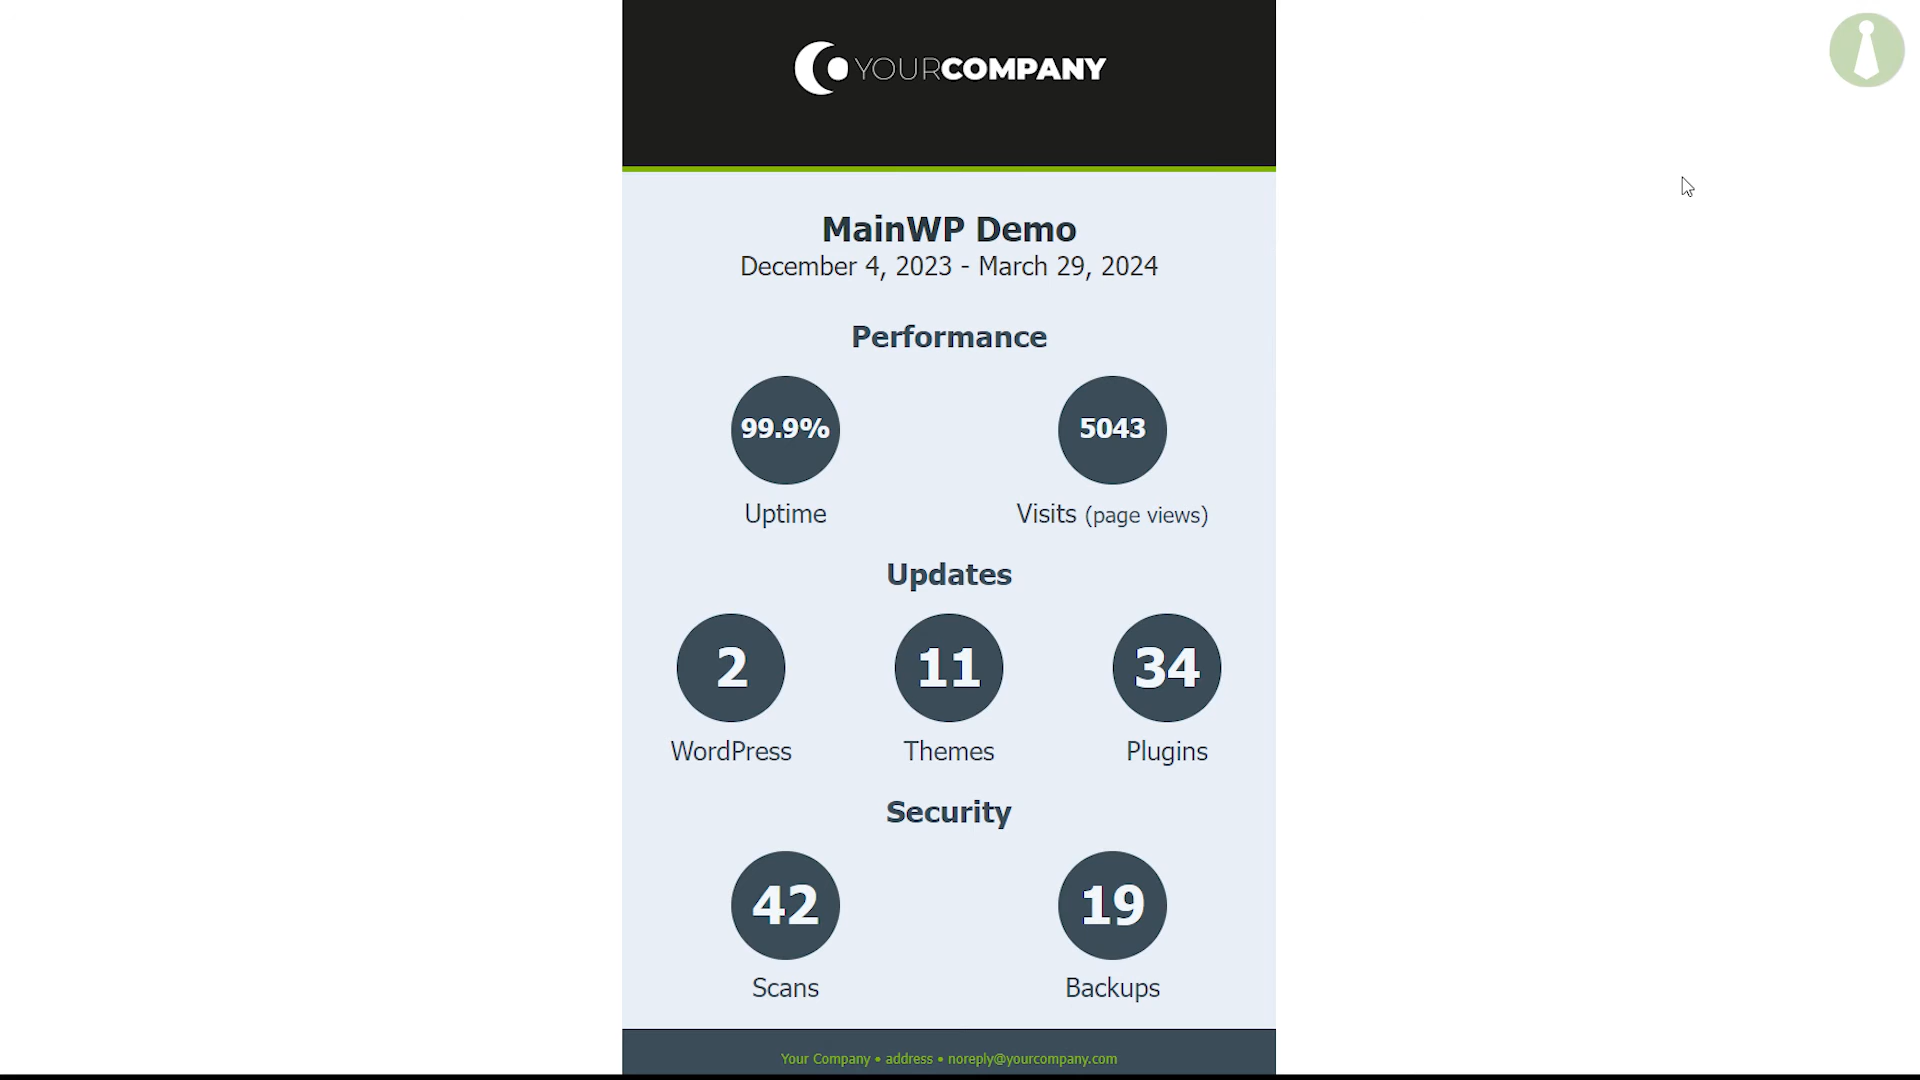 YOURCOMPANY
MainWP Demo
December 4, 2023 - March 29, 2024
Performance
99.9% 5043
Uptime Visits (page views)
Updates
2 11 34
WordPress Themes Plugins
Security
42 19
Scans Backups
Your Company • address • noreply@yourcompany.com